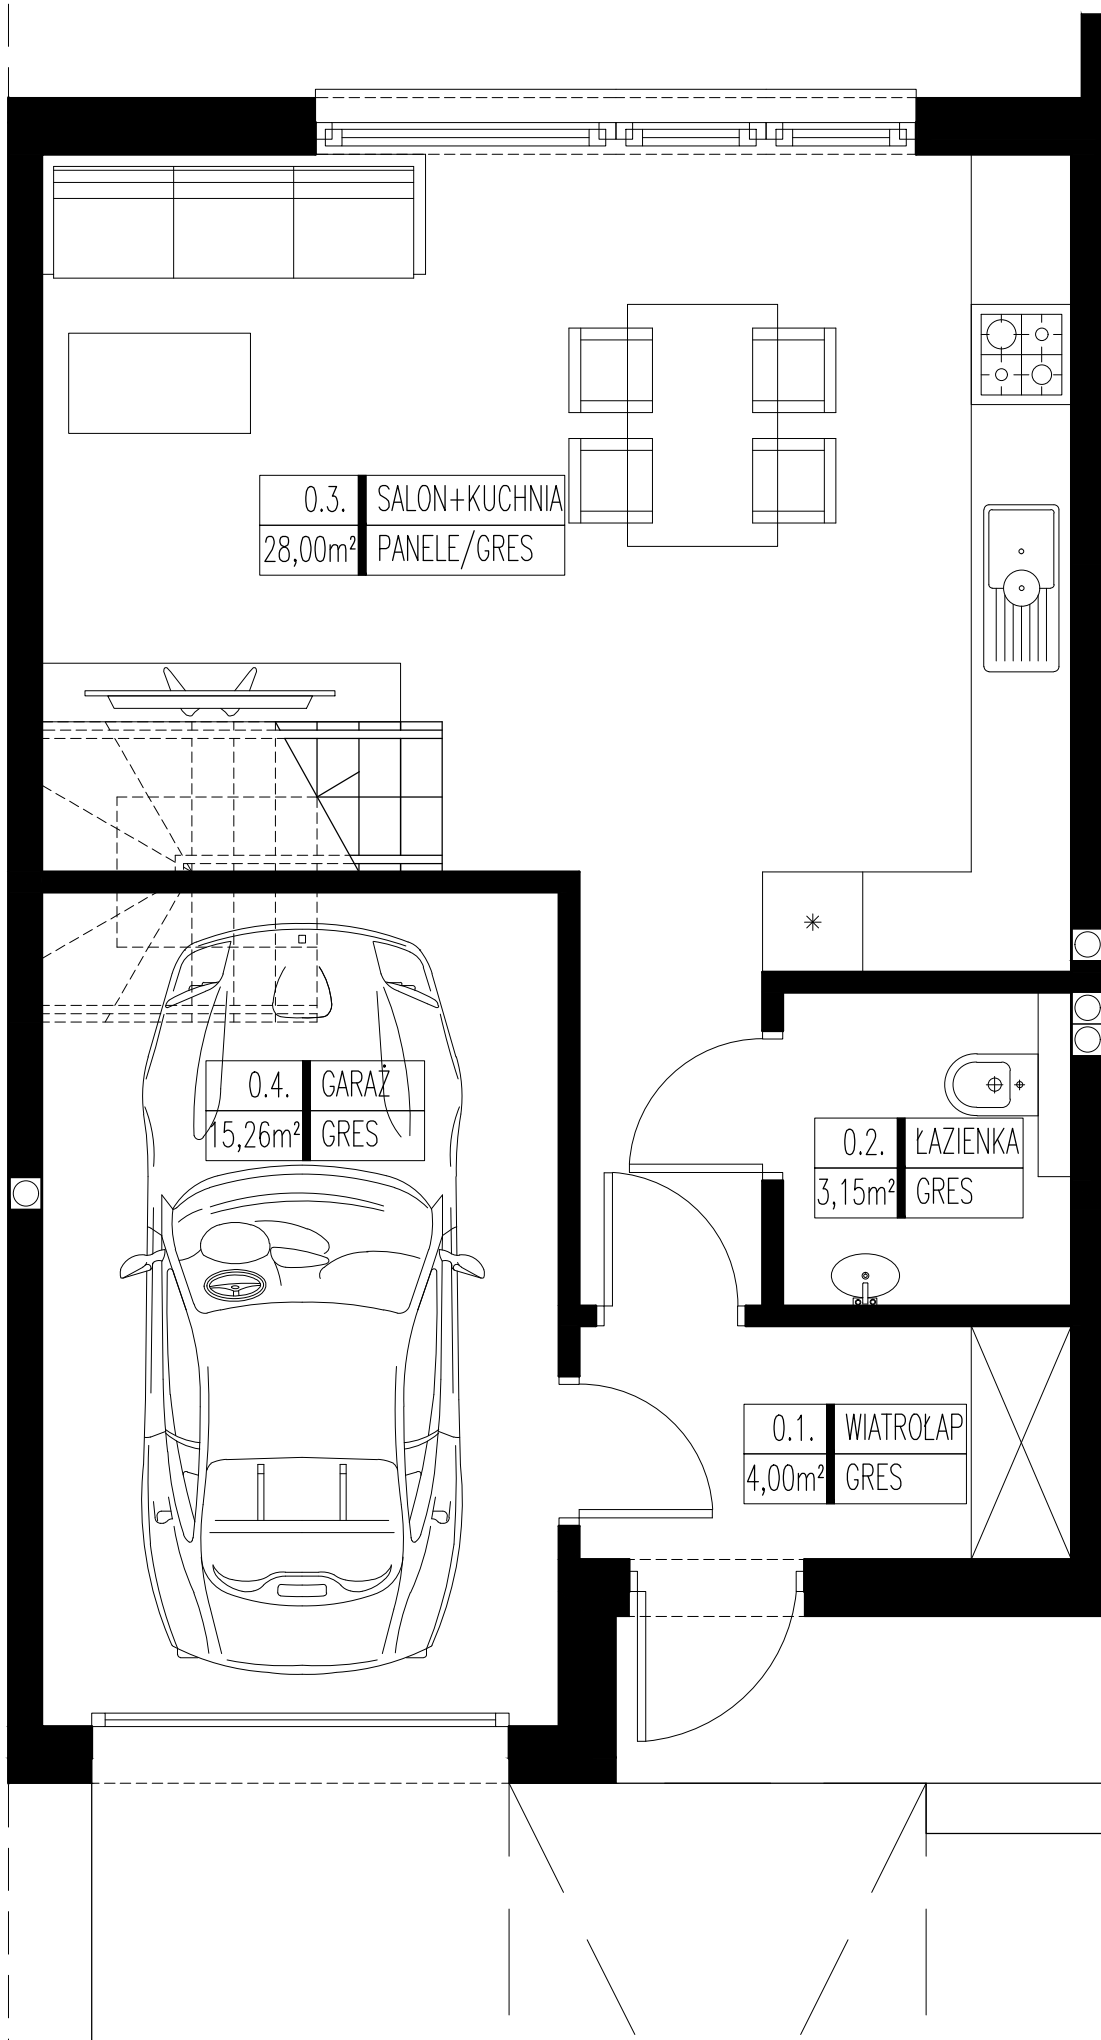 0.3. SALON+KUCHNIA
28,00m² PANELE/GRES
0.4. GARAŻ
15,26m² GRES
0.2. ŁAZIENKA
3,15m² GRES
0.1. WIATROŁAP
4,00m² GRES